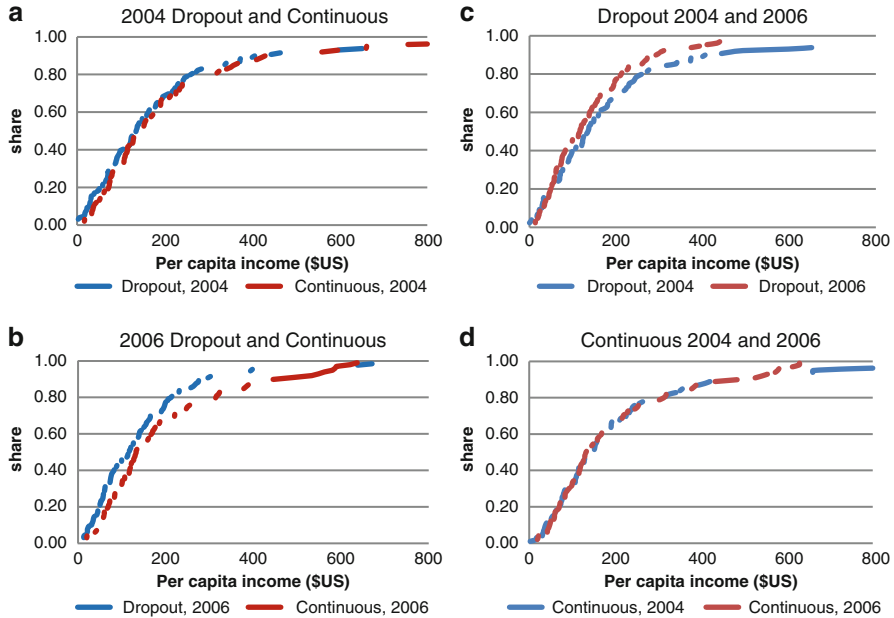 a
2004 Dropout and Continuous
1.00
0.80
0.60
0.40
0.20
0.00
share
0 200 400 600 800
Per capita income ($US)
Dropout, 2004 Continuous, 2004
c
Dropout 2004 and 2006
1.00
0.80
0.60
0.40
0.20
0.00
share
0 200 400 600 800
Per capita income ($US)
Dropout, 2004 Dropout, 2006
b
2006 Dropout and Continuous
1.00
0.80
0.60
0.40
0.20
0.00
share
0 200 400 600 800
Per capita income ($US)
Dropout, 2006 Continuous, 2006
d
Continuous 2004 and 2006
1.00
0.80
0.60
0.40
0.20
0.00
share
0 200 400 600 800
Per capita income ($US)
Continuous, 2004 Continuous, 2006